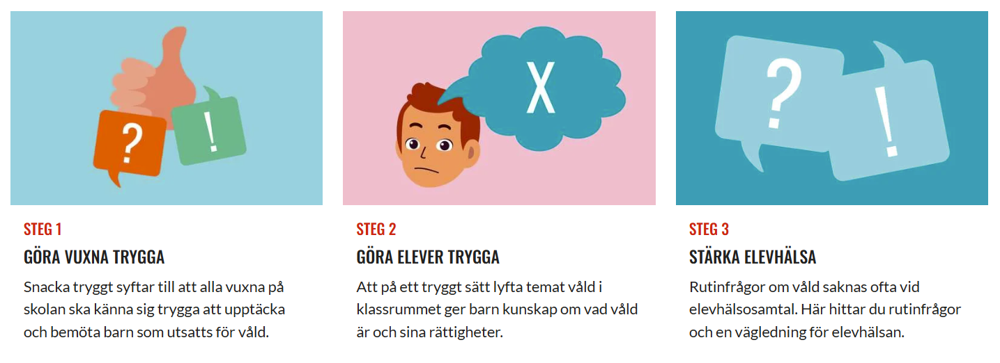 ?
!
X
?
!
STEG 1
GÖRA VUXNA TRYGGA
Snacka tryggt syftar till att alla vuxna på
skolan ska känna sig trygga att upptäcka
och bemöta barn som utsatts för våld.
STEG 2
GÖRA ELEVER TRYGGA
Att på ett tryggt sätt lyfta temat våld i
klassrummet ger barn kunskap om vad våld
är och sina rättigheter.
STEG 3
STÄRKA ELEVHÄLSA
Rutinfrågor om våld saknas ofta vid
elevhälsosamtal. Här hittar du rutinfrågor
och en vägledning för elevhälsan.